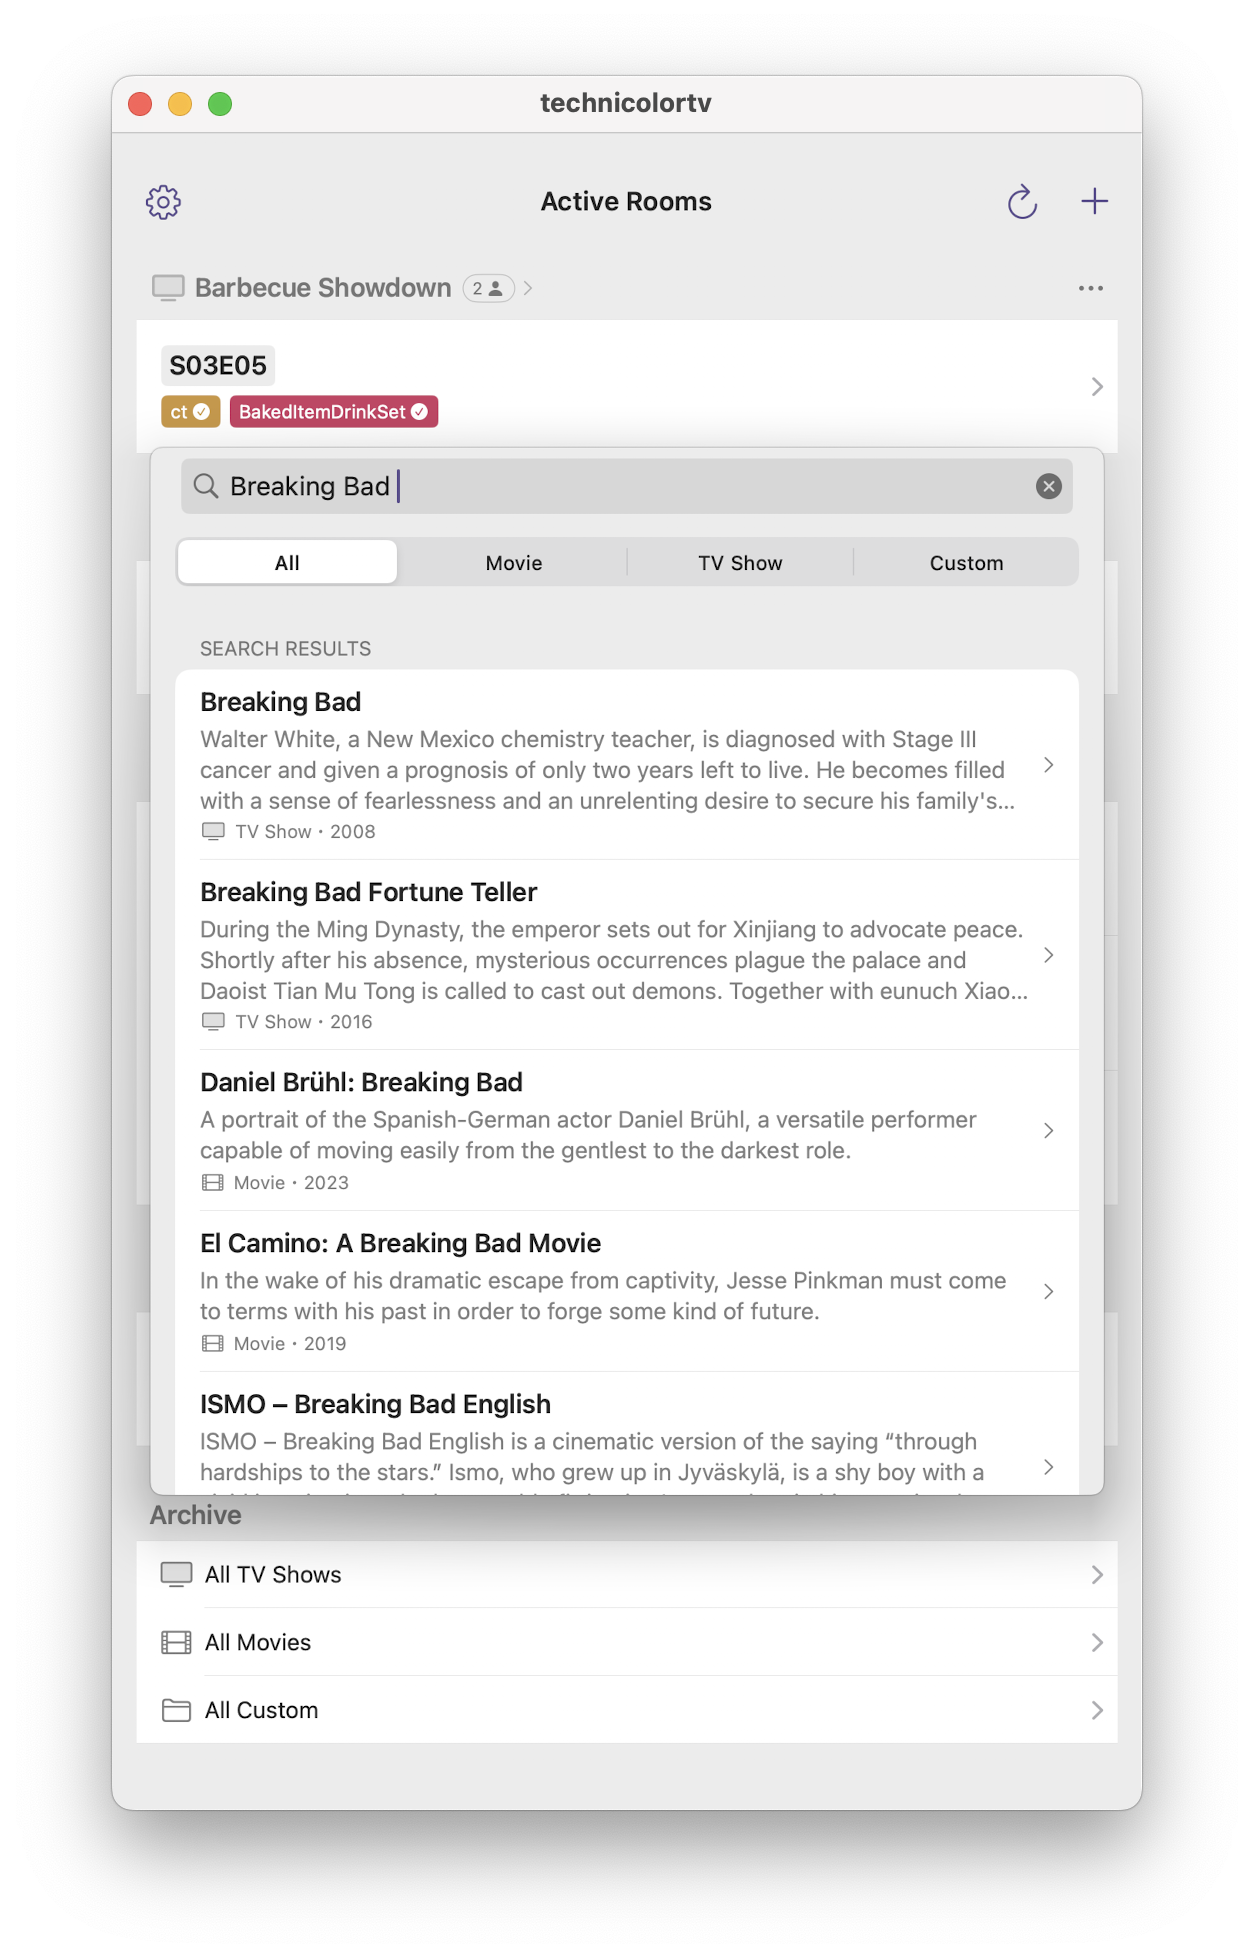 technicolortv
Active Rooms
Barbecue Showdown 2
S03E05
ct BakedItemDrinkSet
Breaking Bad
All Movie TV Show Custom
SEARCH RESULTS
Breaking Bad
Walter White, a New Mexico chemistry teacher, is diagnosed with Stage III
cancer and given a prognosis of only two years left to live. He becomes filled
with a sense of fearlessness and an unrelenting desire to secure his family's...
TV Show • 2008
Breaking Bad Fortune Teller
During the Ming Dynasty, the emperor sets out for Xinjiang to advocate peace.
Shortly after his absence, mysterious occurrences plague the palace and
Daoist Tian Mu Tong is called to cast out demons. Together with eunuch Xiao...
TV Show • 2016
Daniel Brühl: Breaking Bad
A portrait of the Spanish-German actor Daniel Brühl, a versatile performer
capable of moving easily from the gentlest to the darkest role.
Movie • 2023
El Camino: A Breaking Bad Movie
In the wake of his dramatic escape from captivity, Jesse Pinkman must come
to terms with his past in order to forge some kind of future.
Movie • 2019
ISMO – Breaking Bad English
ISMO – Breaking Bad English is a cinematic version of the saying “through
hardships to the stars.” Ismo, who grew up in Jyväskylä, is a shy boy with a
Archive
All TV Shows
All Movies
All Custom